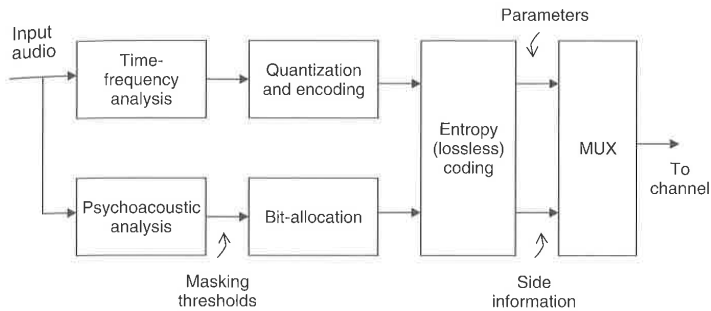 Parameters
Input
audio
Time-
frequency
analysis
Quantization
and encoding
Entropy
(lossless)
coding
MUX
To
channel
Psychoacoustic
analysis
Bit-allocation
Masking
thresholds
Side
information